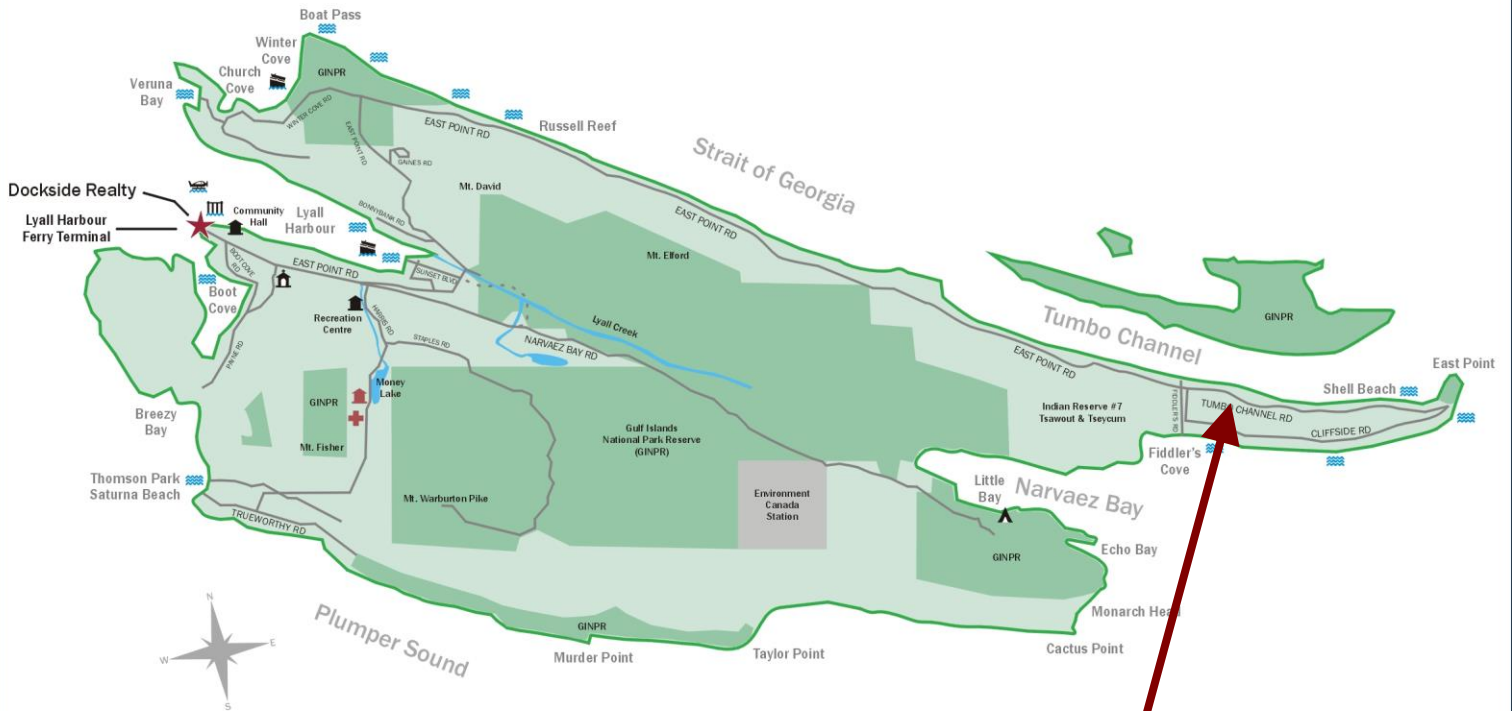 Boat Pass
Winter
Cove
Church
Cove
Veruna
Bay
GINPR
WINTER COVE RD
EAST POINT RD
EAST POINT RD
Russell Reef
GAINES RD
Mt. David
BONNYBANK RD
Strait of Georgia
Dockside Realty
Lyall Harbour
Ferry Terminal
Community
Hall
Lyall
Harbour
EAST POINT RD
Mt. Elford
BOOT COVE
RD
Boot
Cove
EAST POINT RD
SUNSET BLVD
Recreation
Centre
HARRIS RD
STAPLES RD
Lyall Creek
NARVAEZ BAY RD
PAYNE RD
Tumbo Channel
GINPR
EAST POINT RD
East Point
Shell Beach
FIDDLER'S RD
TUMBO CHANNEL RD
CLIFFSIDE RD
Indian Reserve #7
Tsawout & Tseycum
Fiddler's
Cove
Breezy
Bay
GINPR
Money
Lake
Mt. Fisher
Gulf Islands
National Park Reserve
(GINPR)
Thomson Park
Saturna Beach
Mt. Warburton Pike
Environment
Canada
Station
Little
Bay
Narvaez Bay
TRUEWORTHY RD
GINPR
Echo Bay
Monarch Head
Cactus Point
Plumper Sound
GINPR
Murder Point
Taylor Point
N
W
E
S